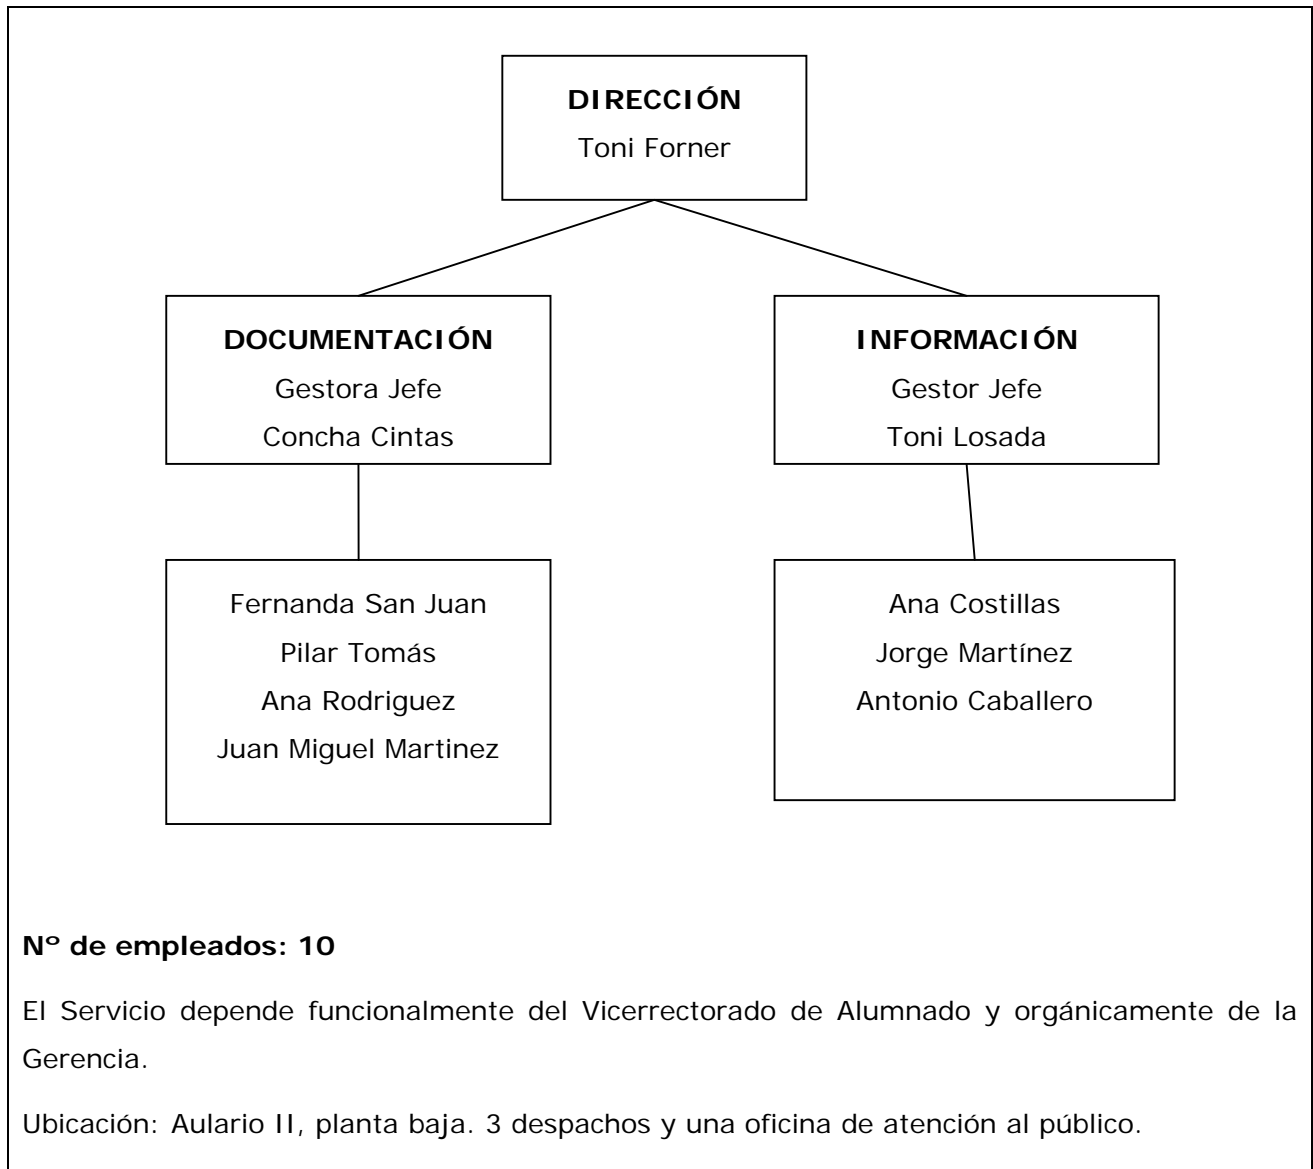 DIRECCIÓN
Toni Forner
DOCUMENTACIÓN
Gestora Jefe
Concha Cintas
INFORMACIÓN
Gestor Jefe
Toni Losada
Fernanda San Juan
Pilar Tomás
Ana Rodriguez
Juan Miguel Martinez
Ana Costillas
Jorge Martínez
Antonio Caballero
Nº de empleados: 10
El Servicio depende funcionalmente del Vicerrectorado de Alumnado y orgánicamente de la
Gerencia.
Ubicación: Aulario II, planta baja. 3 despachos y una oficina de atención al público.